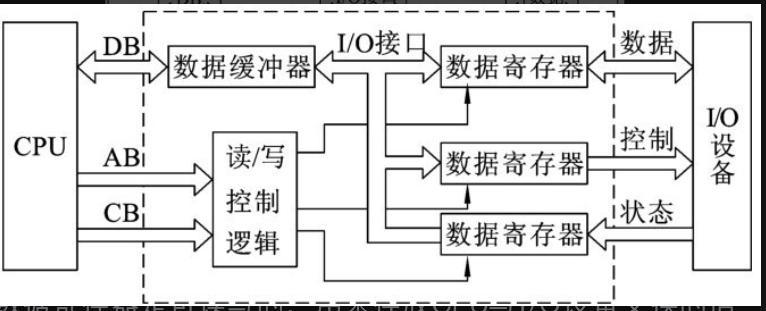 DB
I/O接口
数据
数据缓冲器
数据寄存器
CPU
I/O
设
备
AB
读/写
控制
逻辑
数据寄存器
控制
CB
数据寄存器
状态